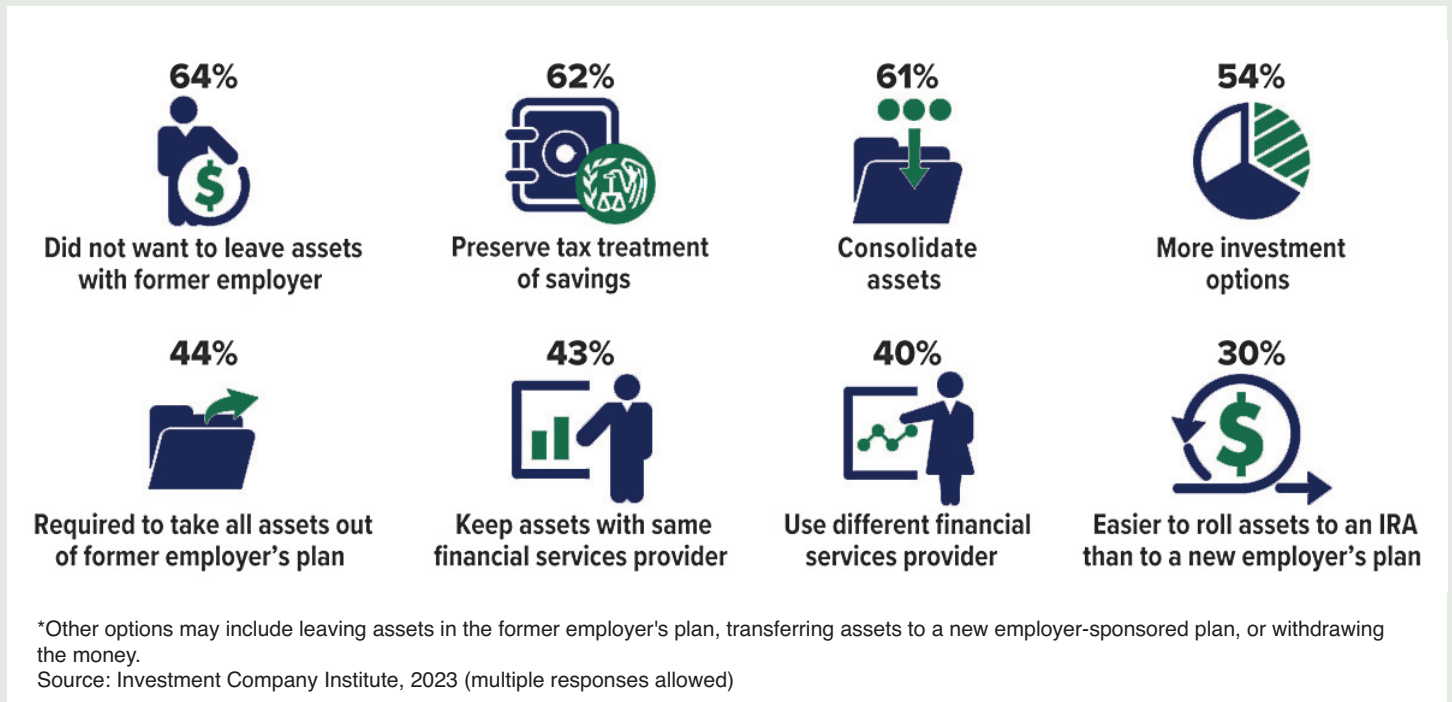 64%
Did not want to leave assets
with former employer
62%
Preserve tax treatment
of savings
61%
Consolidate
assets
54%
More investment
options
44%
Required to take all assets out
of former employer’s plan
43%
Keep assets with same
financial services provider
40%
Use different financial
services provider
30%
Easier to roll assets to an IRA
than to a new employer’s plan
*Other options may include leaving assets in the former employer's plan, transferring assets to a new employer-sponsored plan, or withdrawing
the money.
Source: Investment Company Institute, 2023 (multiple responses allowed)